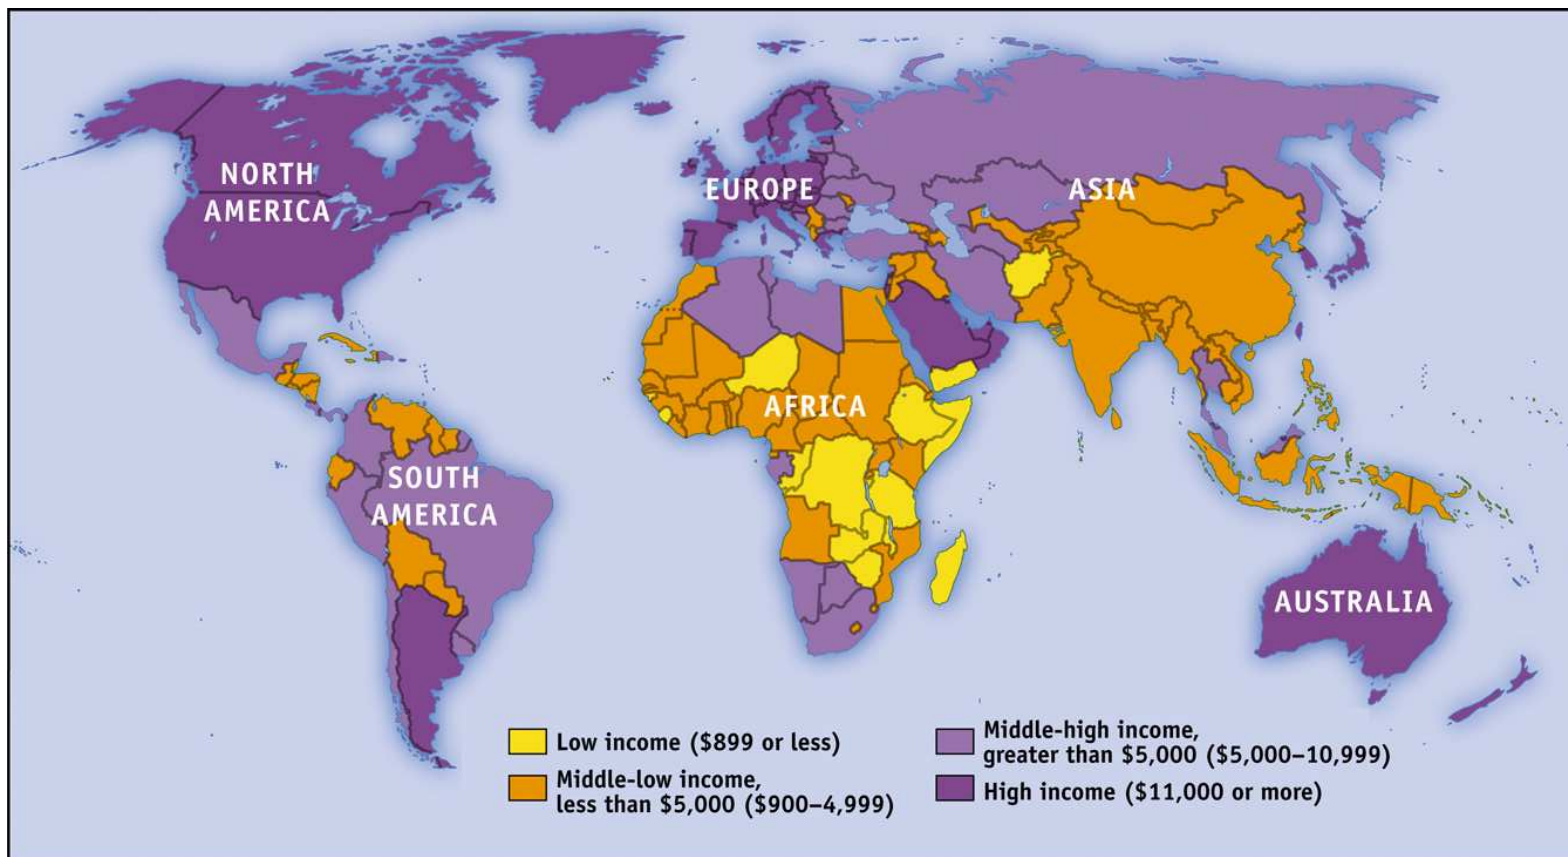 NORTH
AMERICA
EUROPE
ASIA
AFRICA
SOUTH
AMERICA
AUSTRALIA
Low income ($899 or less)
Middle-low income,
less than $5,000 ($900–4,999)
Middle-high income,
greater than $5,000 ($5,000–10,999)
High income ($11,000 or more)